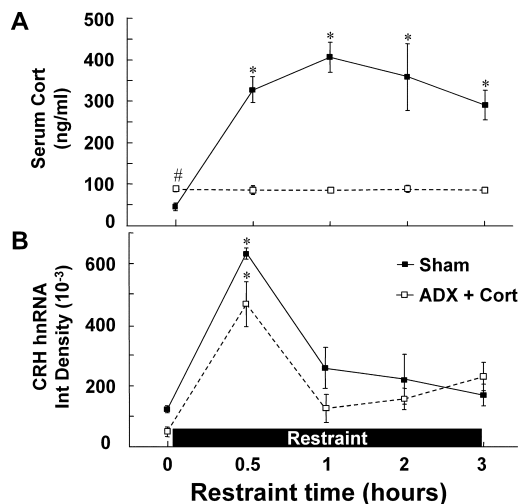 A
500
400
300
200
100
0
Serum Cort
(ng/ml)
#
*
*
*
*
B
600
400
200
0
CRH hnRNA
Int Density (10-3)
*
*
Sham
ADX + Cort
Restraint
0
0.5
1
2
3
Restraint time (hours)